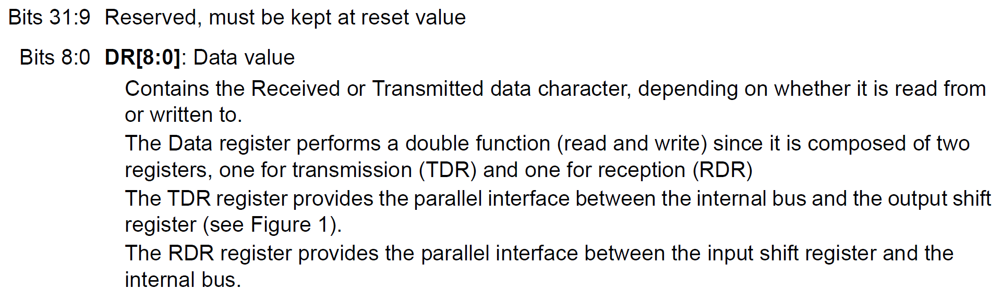 Bits 31:9 Reserved, must be kept at reset value
Bits 8:0 DR[8:0]: Data value
Contains the Received or Transmitted data character, depending on whether it is read from
or written to.
The Data register performs a double function (read and write) since it is composed of two
registers, one for transmission (TDR) and one for reception (RDR)
The TDR register provides the parallel interface between the internal bus and the output shift
register (see Figure 1).
The RDR register provides the parallel interface between the input shift register and the
internal bus.